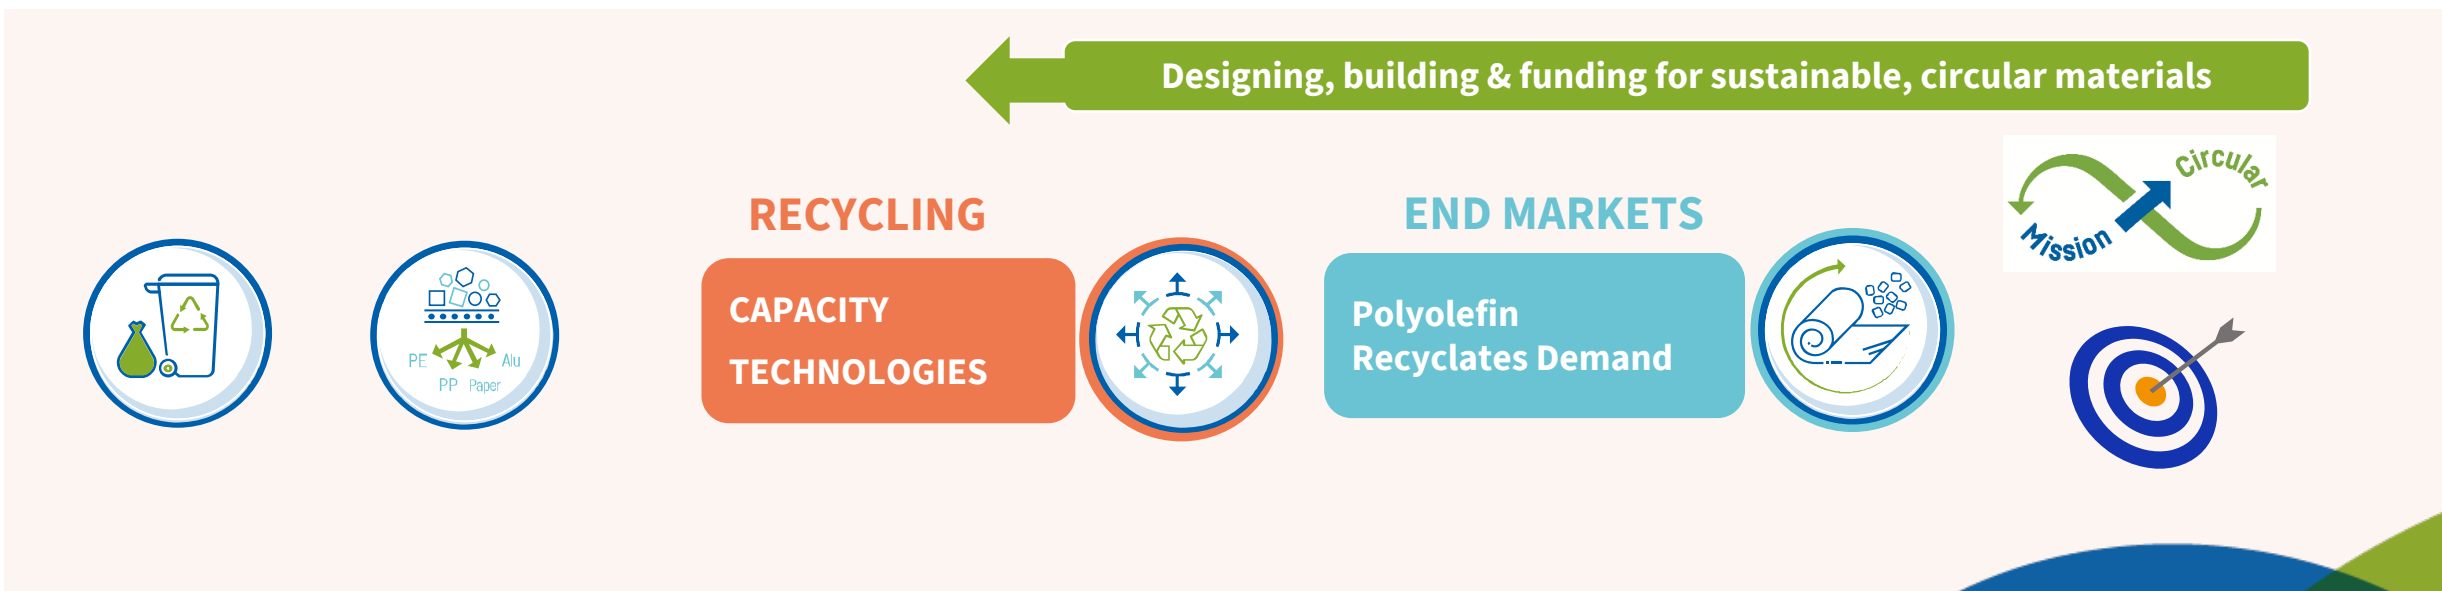 Designing, building & funding for sustainable, circular materials
Circular
Mission
RECYCLING
END MARKETS
CAPACITY
TECHNOLOGIES
Polyolefin
Recyclates Demand
PE
Alu
PP
Paper